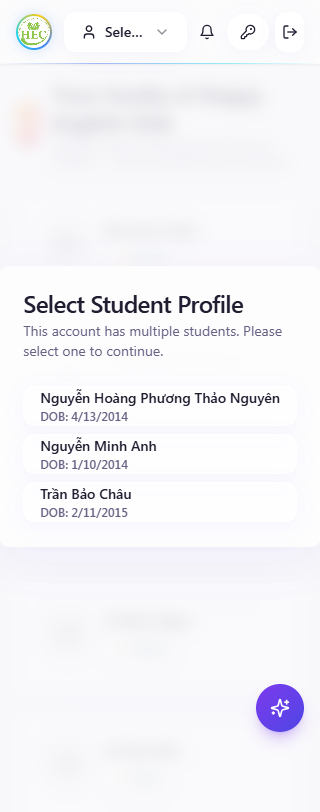 HEC
Sele...
Select Student Profile
This account has multiple students. Please
select one to continue.
Nguyễn Hoàng Phương Thảo Nguyên
DOB: 4/13/2014
Nguyễn Minh Anh
DOB: 1/10/2014
Trần Bảo Châu
DOB: 2/11/2015